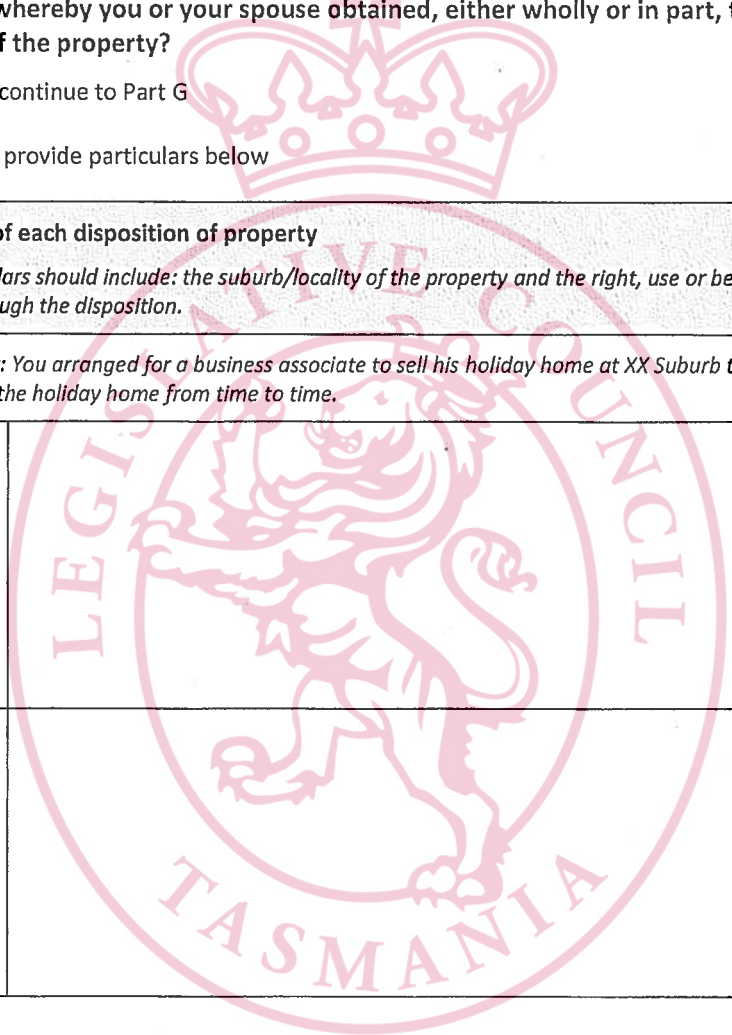 whereby you or your spouse obtained, either wholly or in part,
the property?
continue to Part G
provide particulars below
of each disposition of property
should include: the suburb/locality of the property and the right, use or
the disposition.
You arranged for a business associate to sell his holiday home at XX Suburb
the holiday home from time to time.
LEGISLATIVE COUNCIL
TASMANIA